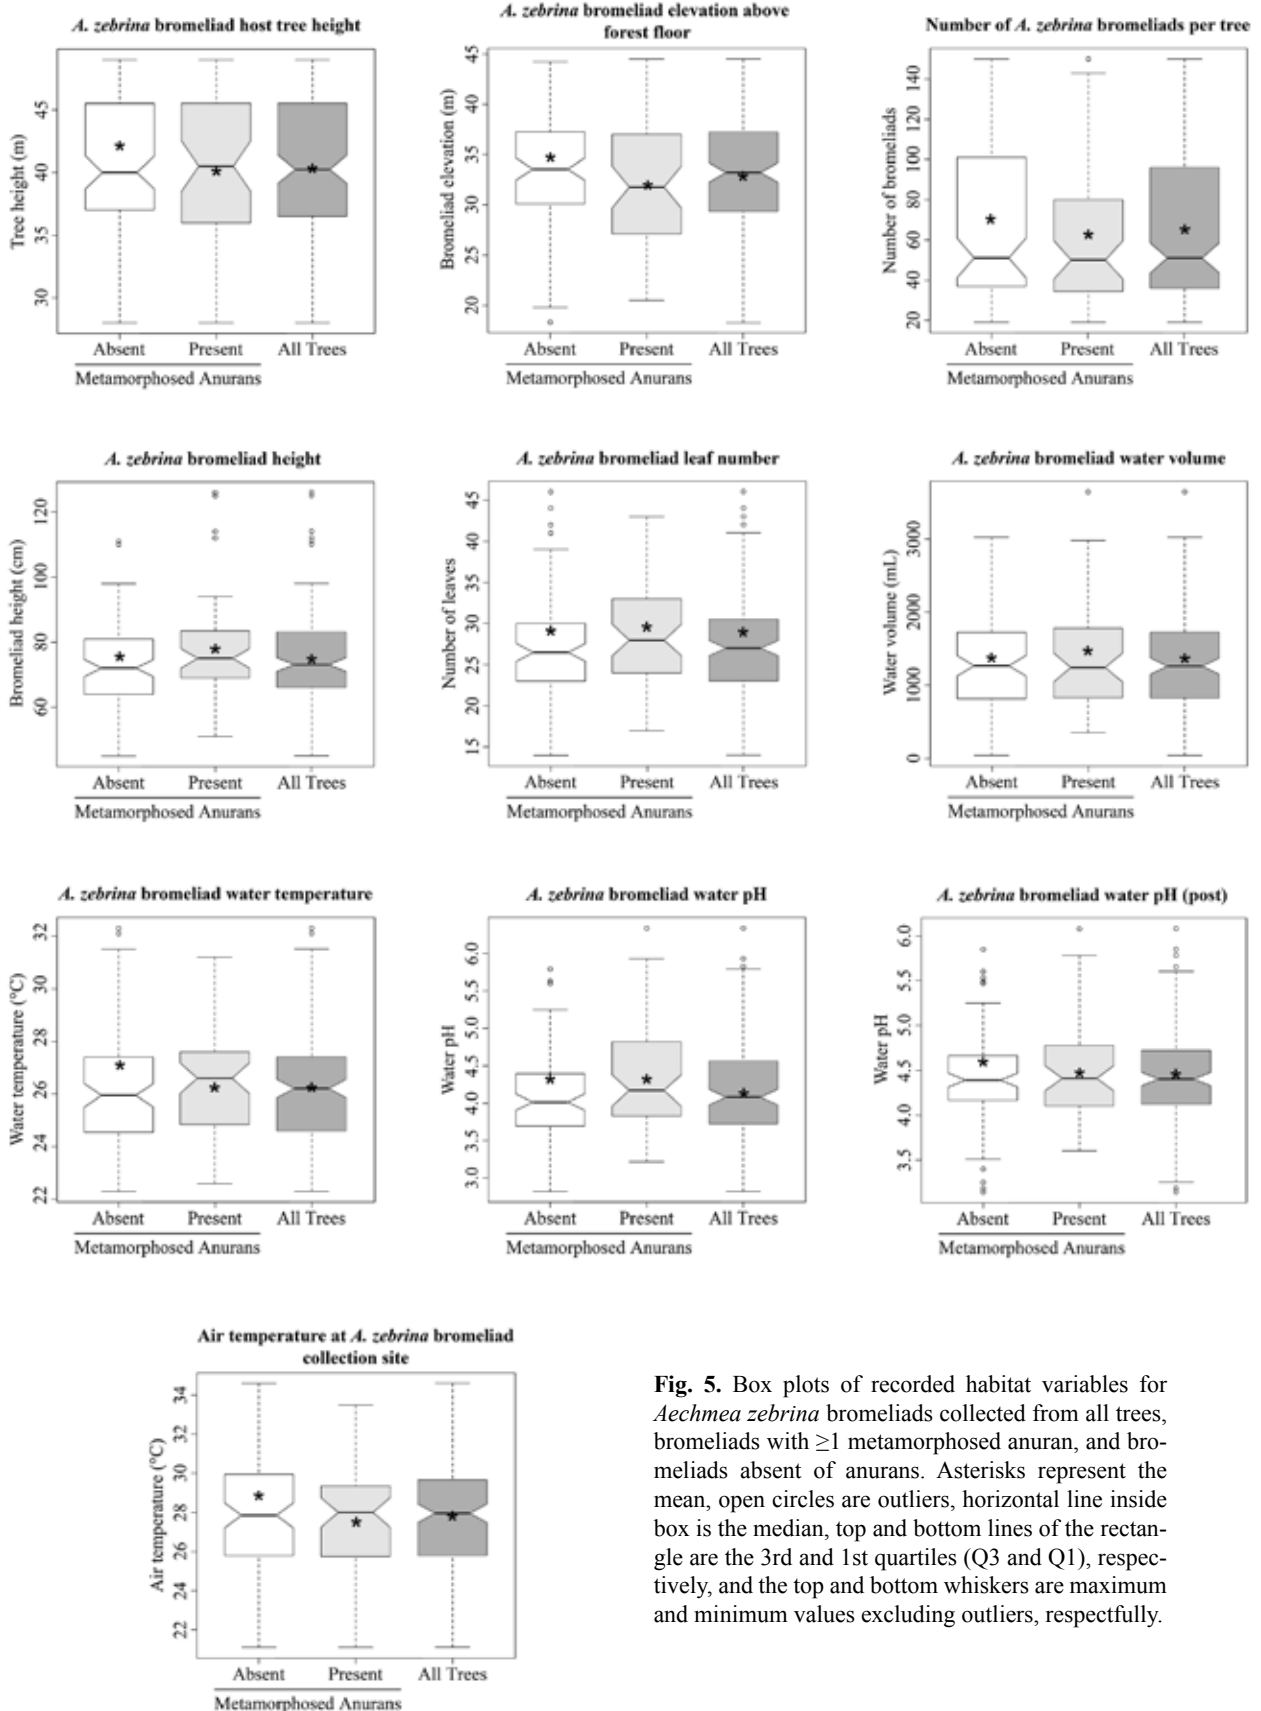 A. zebrina bromeliad host tree height
Tree height (m)
45
40
35
30
Absent Present All Trees
Metamorphosed Anurans
A. zebrina bromeliad elevation above
forest floor
Bromeliad elevation (m)
45
40
35
30
25
20
Absent Present All Trees
Metamorphosed Anurans
Number of A. zebrina bromeliads per tree
Number of bromeliads
140
120
100
80
60
40
20
Absent Present All Trees
Metamorphosed Anurans
A. zebrina bromeliad height
Bromeliad height (cm)
120
100
80
60
Absent Present All Trees
Metamorphosed Anurans
A. zebrina bromeliad leaf number
Number of leaves
45
40
35
30
25
20
15
Absent Present All Trees
Metamorphosed Anurans
A. zebrina bromeliad water volume
Water volume (mL)
3000
2000
1000
0
Absent Present All Trees
Metamorphosed Anurans
A. zebrina bromeliad water temperature
Water temperature (°C)
32
30
28
26
24
22
Absent Present All Trees
Metamorphosed Anurans
A. zebrina bromeliad water pH
Water pH
6.0
5.5
5.0
4.5
4.0
3.5
3.0
Absent Present All Trees
Metamorphosed Anurans
A. zebrina bromeliad water pH (post)
Water pH
6.0
5.5
5.0
4.5
4.0
3.5
Absent Present All Trees
Metamorphosed Anurans
Air temperature at A. zebrina bromeliad
collection site
Air temperature (°C)
34
32
30
28
26
24
22
Absent Present All Trees
Metamorphosed Anurans
Fig. 5. Box plots of recorded habitat variables for
Aechmea zebrina bromeliads collected from all trees,
bromeliads with ≥1 metamorphosed anuran, and bro-
meliads absent of anurans. Asterisks represent the
mean, open circles are outliers, horizontal line inside
box is the median, top and bottom lines of the rectan-
gle are the 3rd and 1st quartiles (Q3 and Q1), respec-
tively, and the top and bottom whiskers are maximum
and minimum values excluding outliers, respectfully.